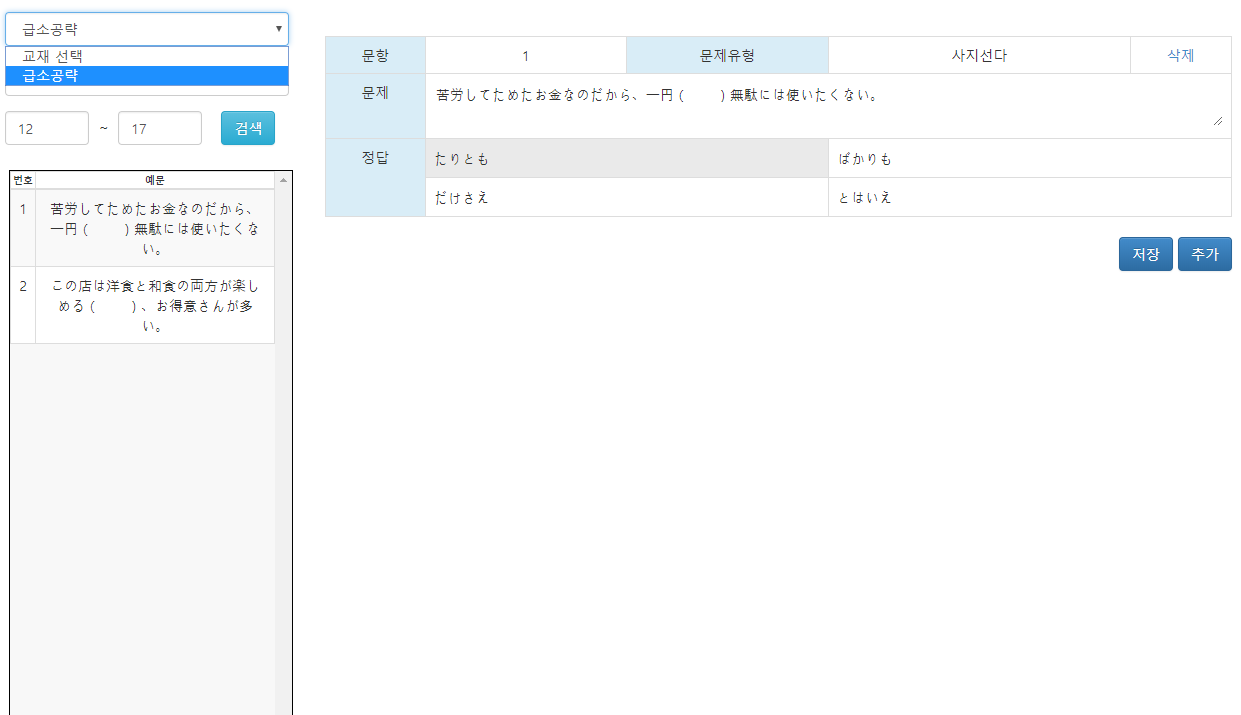 급소공략
교재 선택
급소공략
12 ~ 17 검색
번호 예문
1 苦労してためたお金なのだから、
一円（　　）無駄には使いたくな
い。
2 この店は洋食と和食の両方が楽し
める（　　）、お得意さんが多
い。
문항 1 문제유형 사지선다 삭제
문제 苦労してためたお金なのだから、一円（　　）無駄には使いたくない。
정답 たりとも ばかりも
だけさえ とはいえ
저장 추가